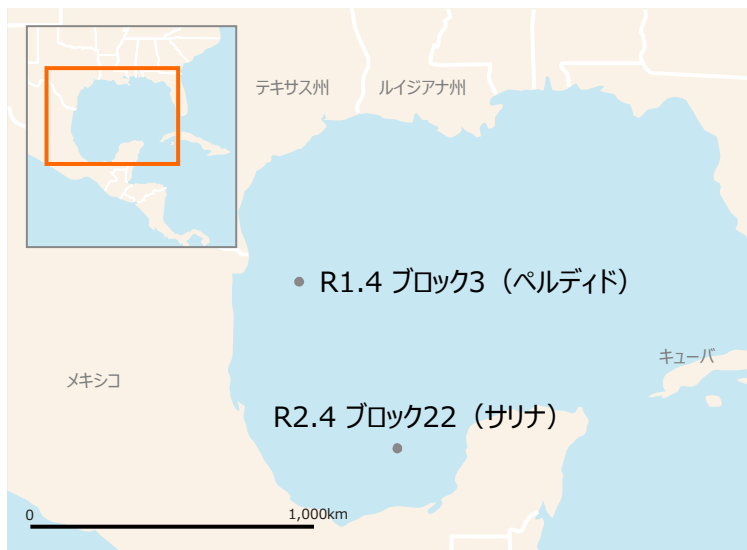 テキサス州
ルイジアナ州
R1.4 ブロック3（ペルディド）
キューバ
メキシコ
R2.4 ブロック22（サリナ）
0
1,000km